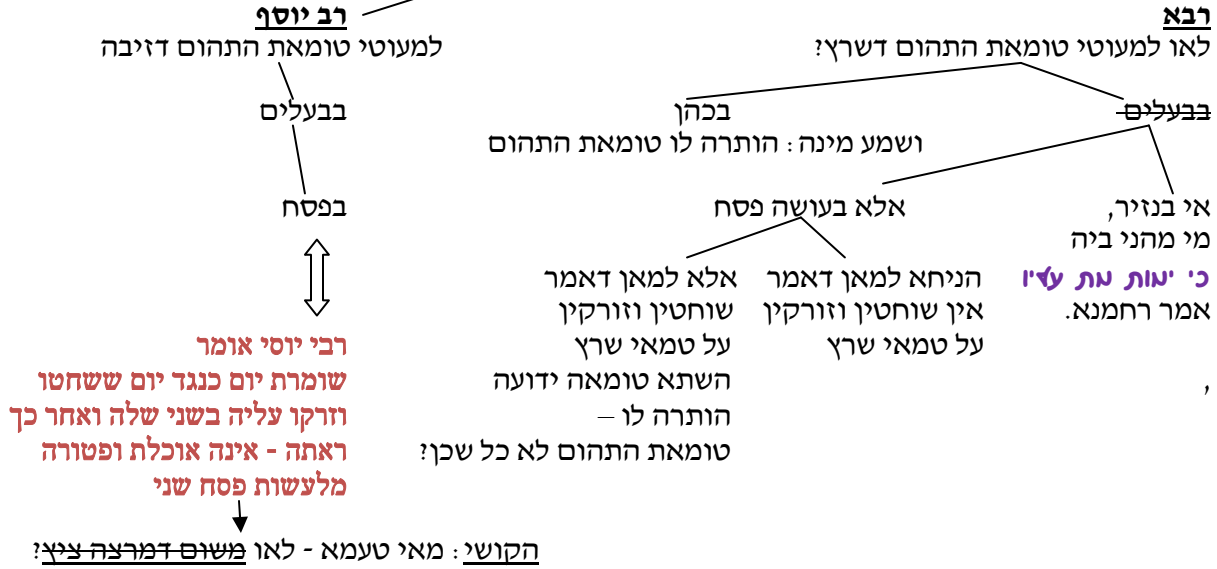 רבא
לאו למעוטי טומאת התהום דשרץ?
בבעלים
בכהן
ושמע מינה: הותרה לו טומאת התהום
אי בנזיר,
מי מהני ביה
כי ימות מת עליו
אמר רחמנא.
,
אלא בעושה פסח
הניחא למאן דאמר
אין שוחטין וזורקין
על טמאי שרץ
אלא למאן דאמר
שוחטין וזורקין
על טמאי שרץ
השתא טומאה ידועה
הותרה לו –
טומאת התהום לא כל שכן?
רב יוסף
למעוטי טומאת התהום דזיבה
בבעלים
בפסח
רבי יוסי אומר
שומרת יום כנגד יום ששחטו
וזרקו עליה בשני שלה ואחר כך
ראתה - אינה אוכלת ופטורה
מלעשות פסח שני
הקושי: מאי טעמא - לאו משום דמרצה ציץ?